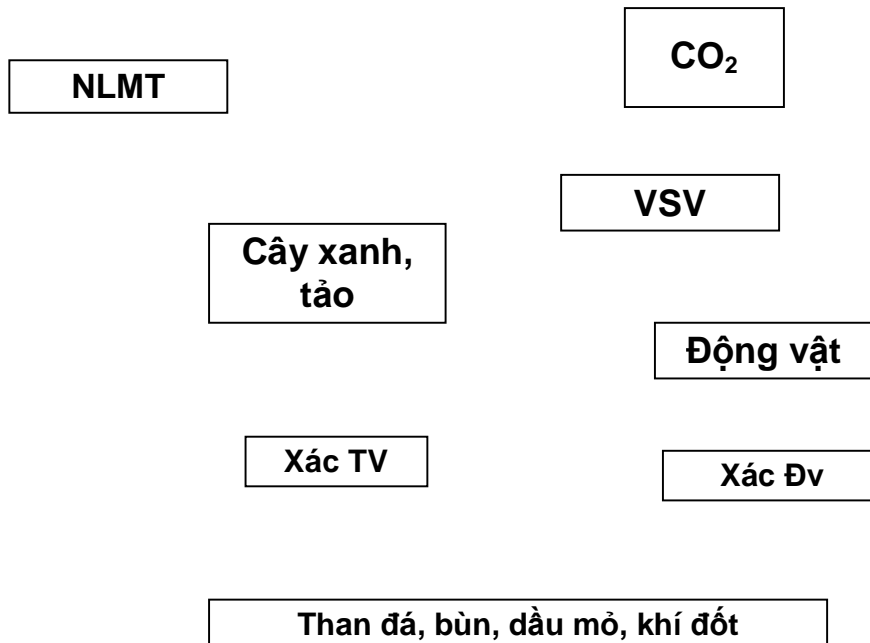 CO₂
NLMT
VSV
Cây xanh,
tảo
Động vật
Xác TV
Xác Đv
Than đá, bùn, dầu mỏ, khí đốt